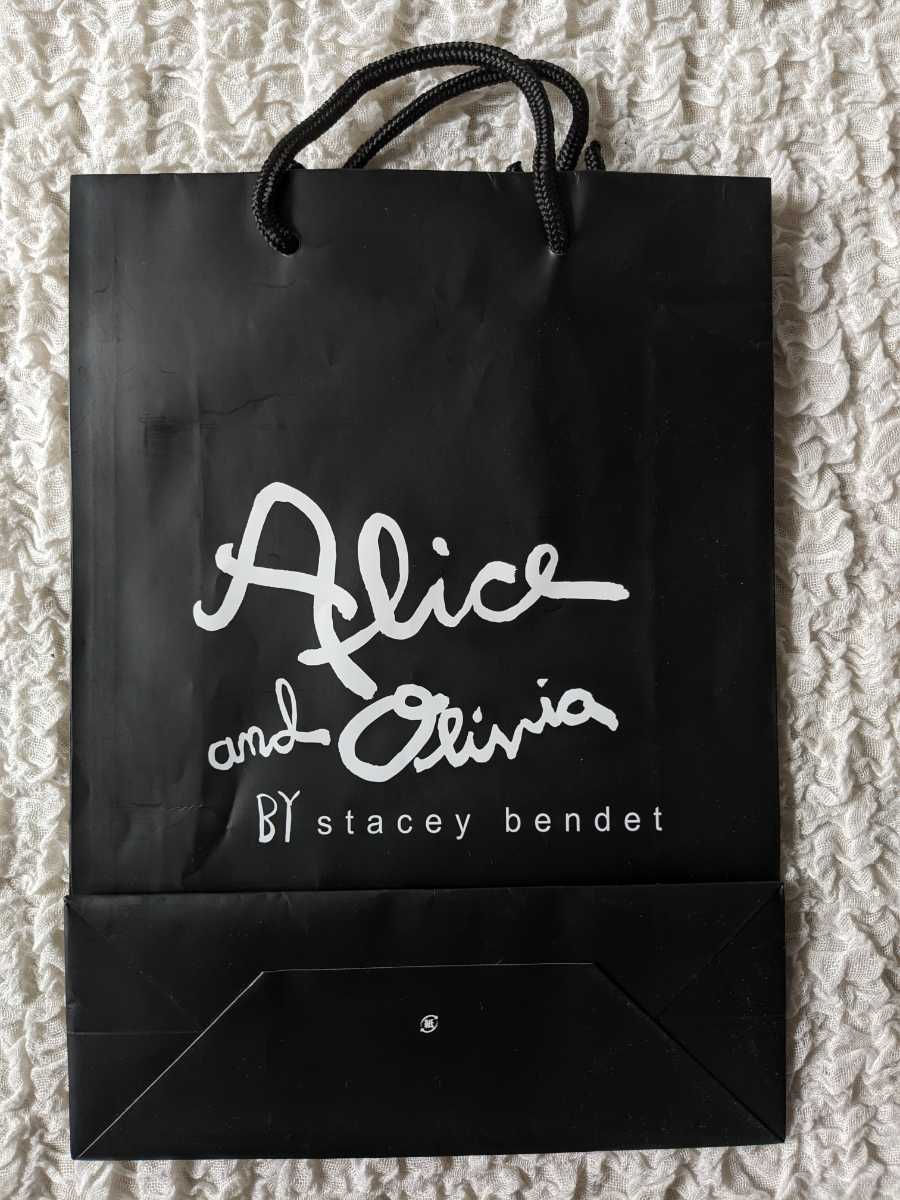 Alice
and Olivia
BY stacey bendet